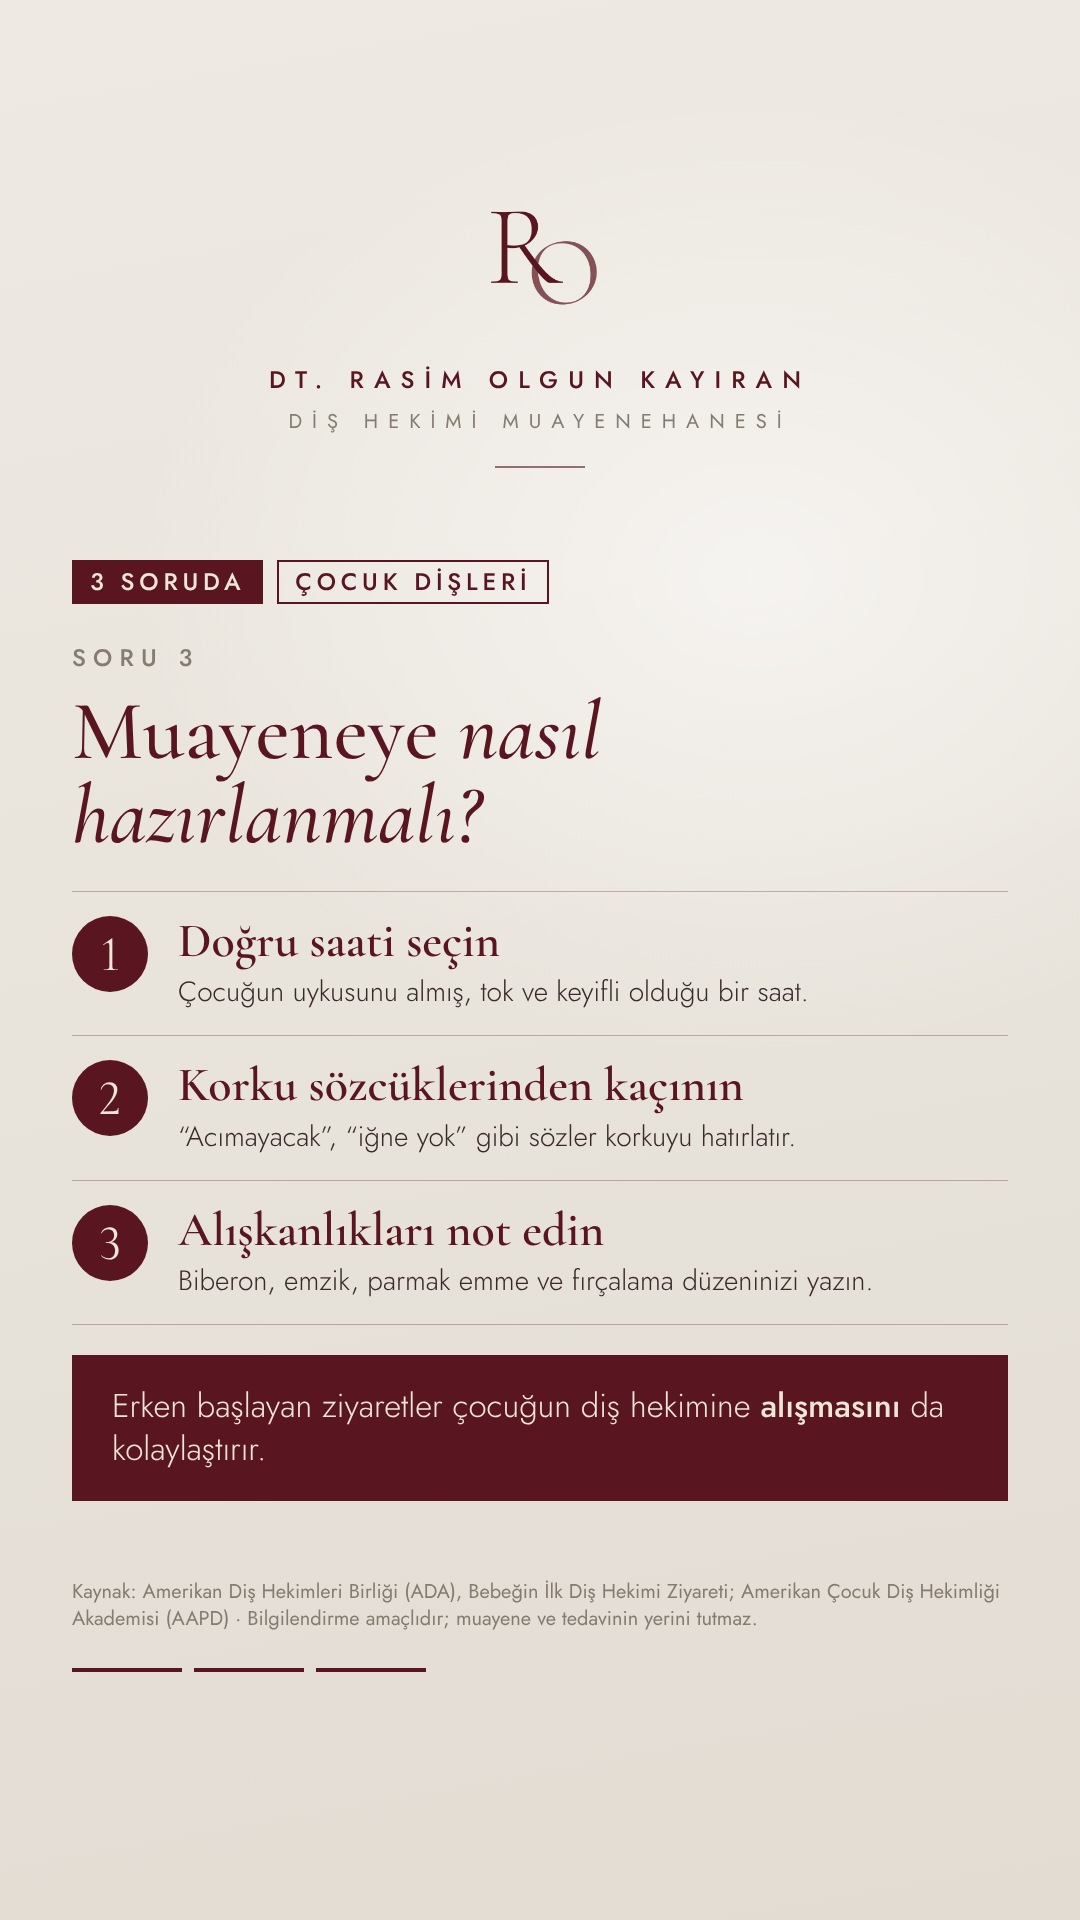 RO
DT. RASİM OLGUN KAYIRAN
DİŞ HEKİMİ MUAYENEHANESİ
3 SORUDA
ÇOCUK DİŞLERİ
SORU 3
Muayeneye nasıl
hazırlanmalı?
1
Doğru saati seçin
Çocuğun uykusunu almış, tok ve keyifli olduğu bir saat.
2
Korku sözcüklerinden kaçının
“Acımayacak”, “iğne yok” gibi sözler korkuyu hatırlatır.
3
Alışkanlıkları not edin
Biberon, emzik, parmak emme ve fırçalama düzeninizi yazın.
Erken başlayan ziyaretler çocuğun diş hekimine alışmasını da
kolaylaştırır.
Kaynak: Amerikan Diş Hekimleri Birliği (ADA), Bebeğin İlk Diş Hekimi Ziyareti; Amerikan Çocuk Diş Hekimliği
Akademisi (AAPD) · Bilgilendirme amaçlıdır; muayene ve tedavinin yerini tutmaz.